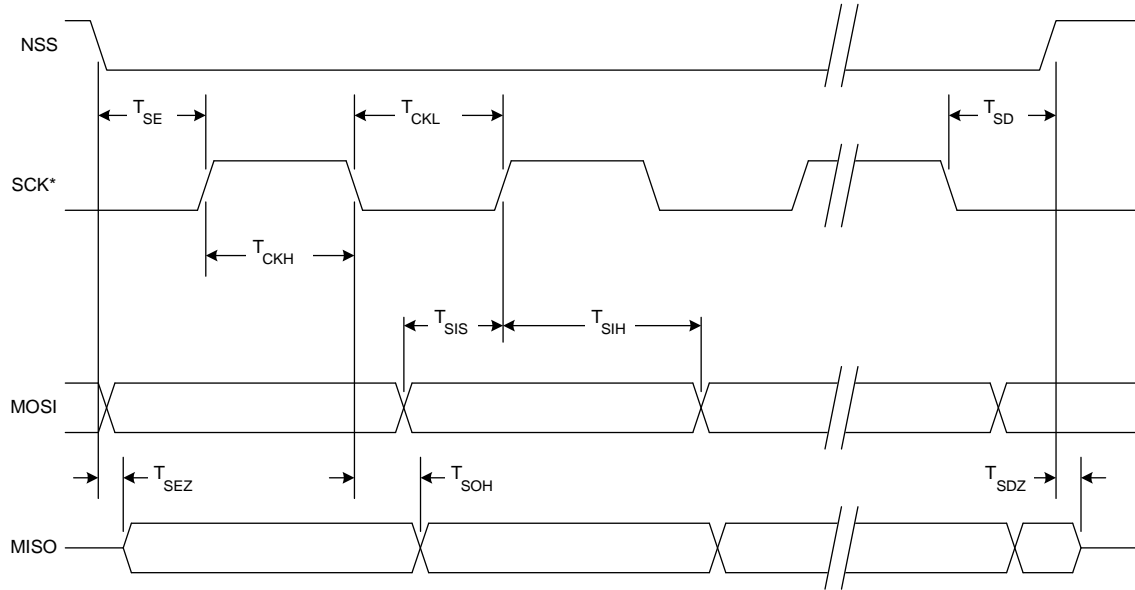 NSS
T_SE
T_CKL
T_SD
SCK*
T_CKH
T_SIS
T_SIH
MOSI
T_SEZ
T_SOH
T_SDZ
MISO